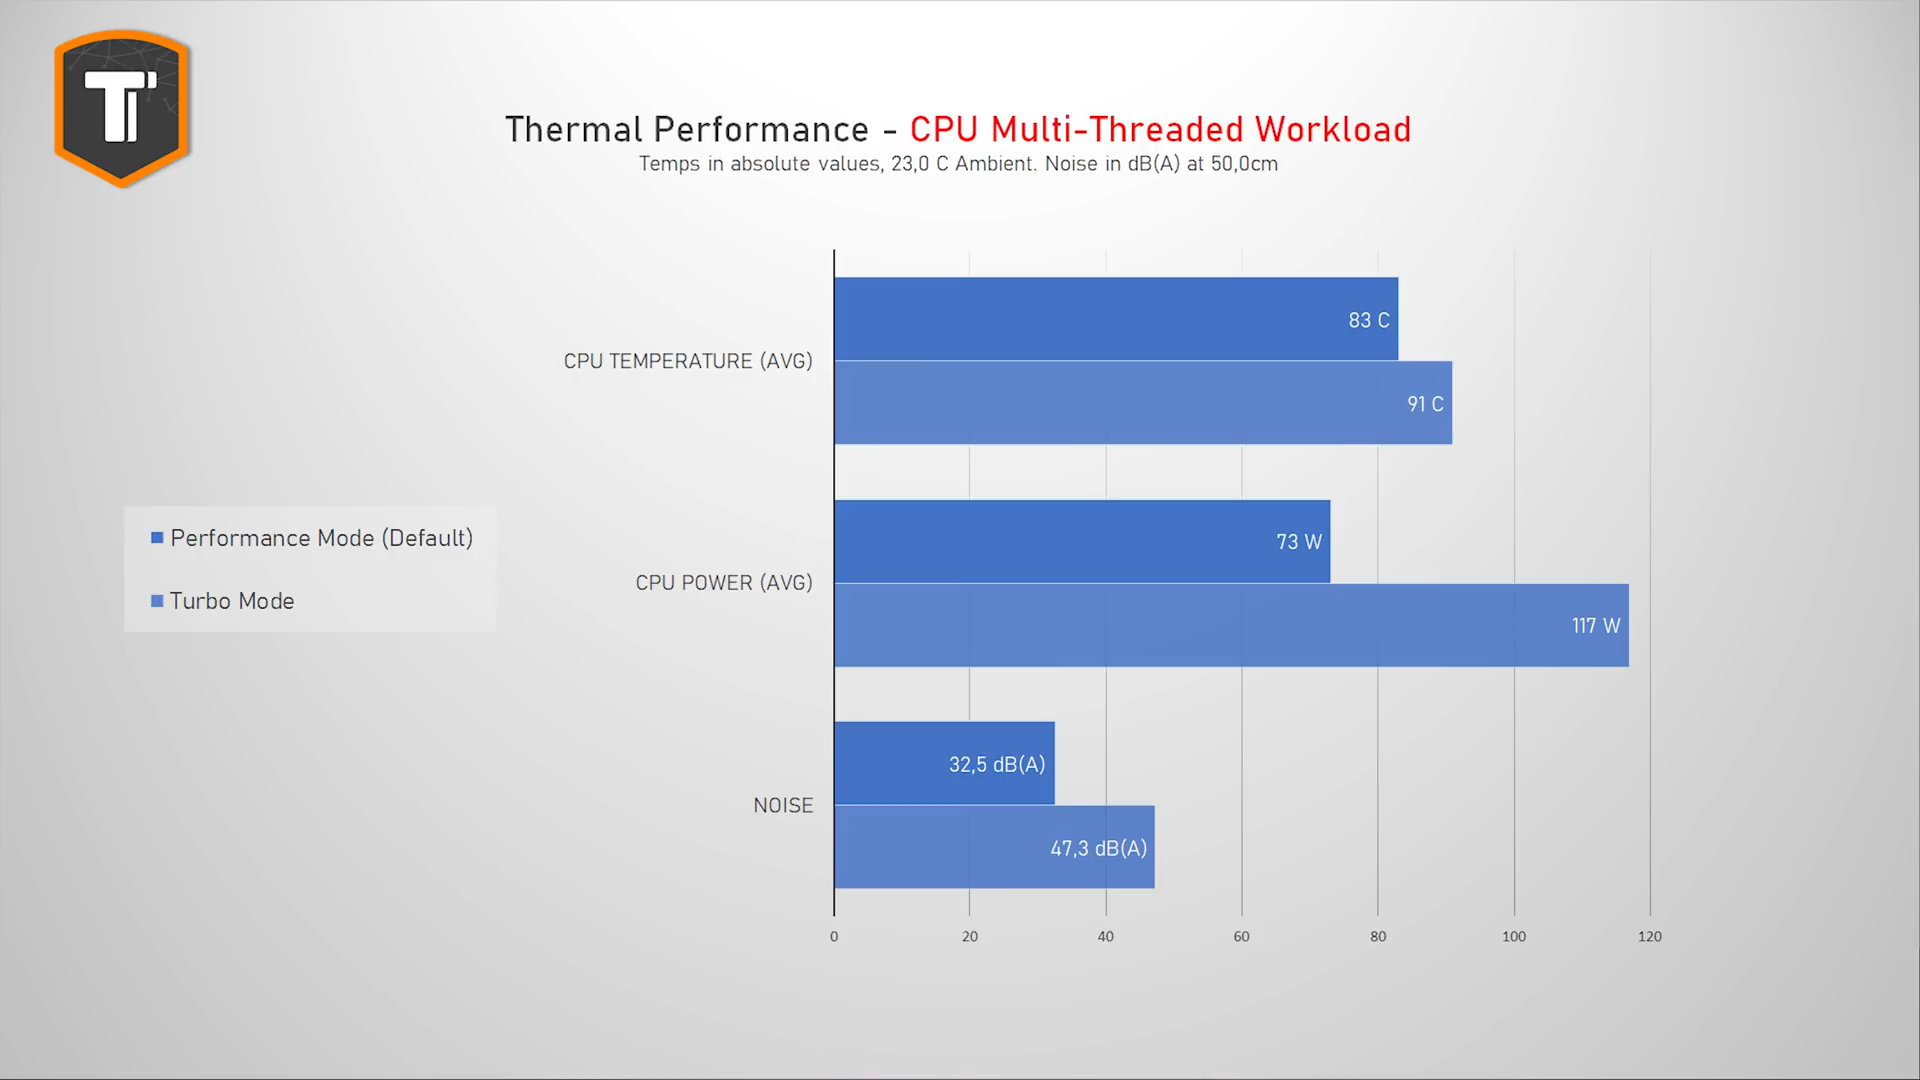 T
Thermal Performance - CPU Multi-Threaded Workload
Temps in absolute values, 23,0 C Ambient. Noise in dB(A) at 50,0cm
83 C
CPU TEMPERATURE (AVG)
91 C
Performance Mode (Default)
Turbo Mode
73 W
CPU POWER (AVG)
117 W
32,5 dB(A)
NOISE
47,3 dB(A)
0 20 40 60 80 100 120